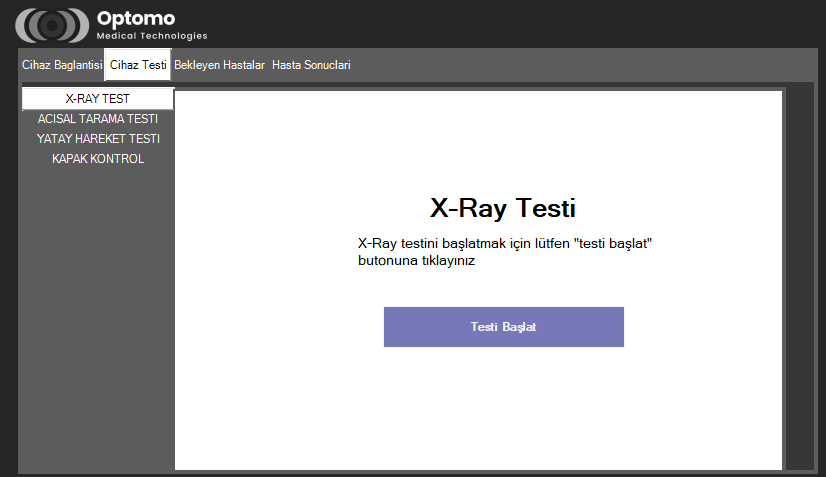 Optomo
Medical Technologies
Cihaz Baglantisi Cihaz Testi Bekleyen Hastalar Hasta Sonuclari
X-RAY TEST
ACISAL TARAMA TESTI
YATAY HAREKET TESTI
KAPAK KONTROL
X-Ray Testi
X-Ray testini başlatmak için lütfen "testi başlat"
butonuna tıklayınız
Testi Başlat